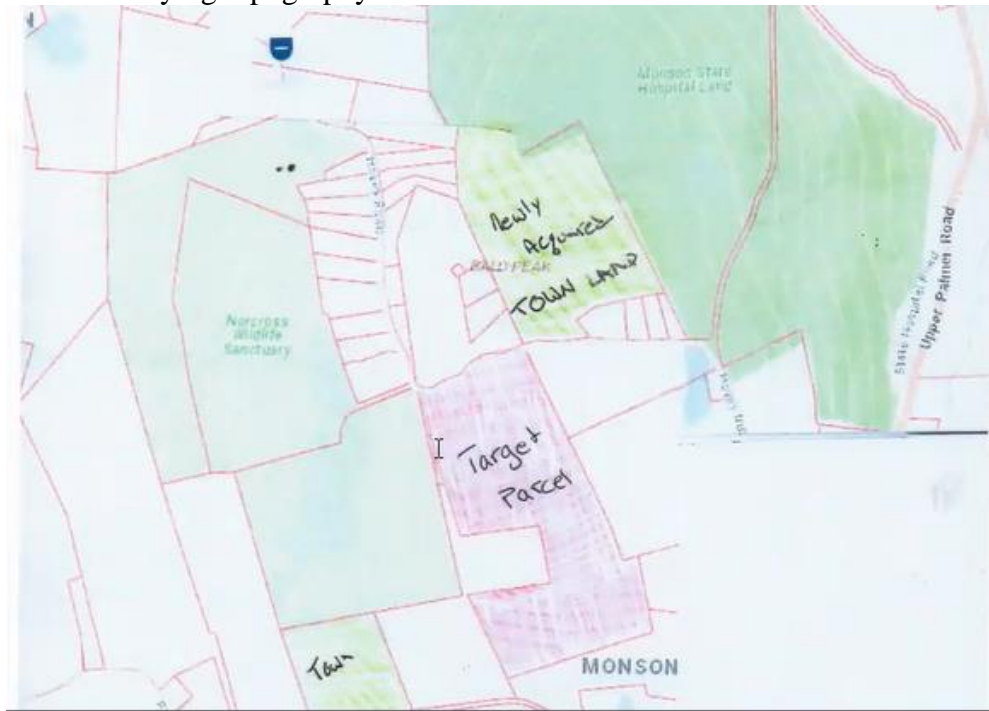 Monson State
Hospital Land
Newly
Acquired
TOWN LAND
BALD PEAK
Norcross
Wildlife
Sanctuary
Upper Palmer Road
Target
Parcel
Town
MONSON